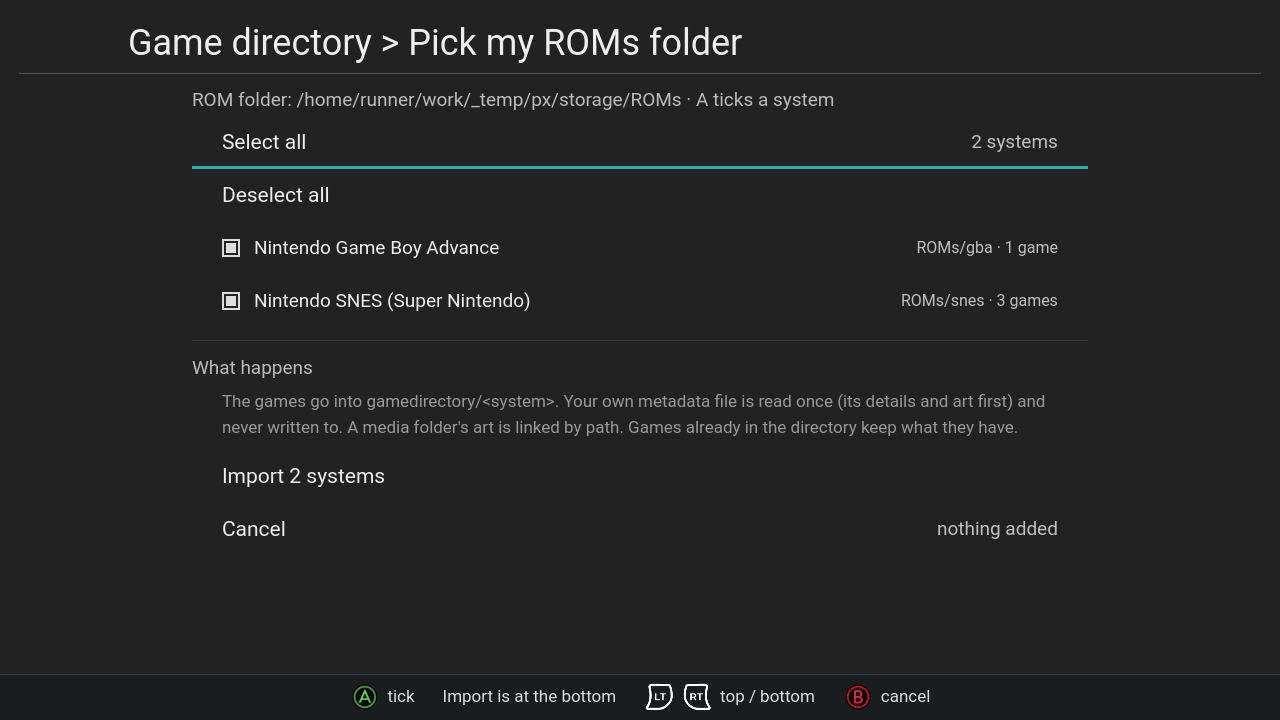 Game directory > Pick my ROMs folder
ROM folder: /home/runner/work/_temp/px/storage/ROMs · A ticks a system
Select all 2 systems
Deselect all
Nintendo Game Boy Advance ROMs/gba · 1 game
Nintendo SNES (Super Nintendo) ROMs/snes · 3 games
What happens
The games go into gamedirectory/<system>. Your own metadata file is read once (its details and art first) and
never written to. A media folder's art is linked by path. Games already in the directory keep what they have.
Import 2 systems
Cancel nothing added
A tick Import is at the bottom LT RT top / bottom B cancel